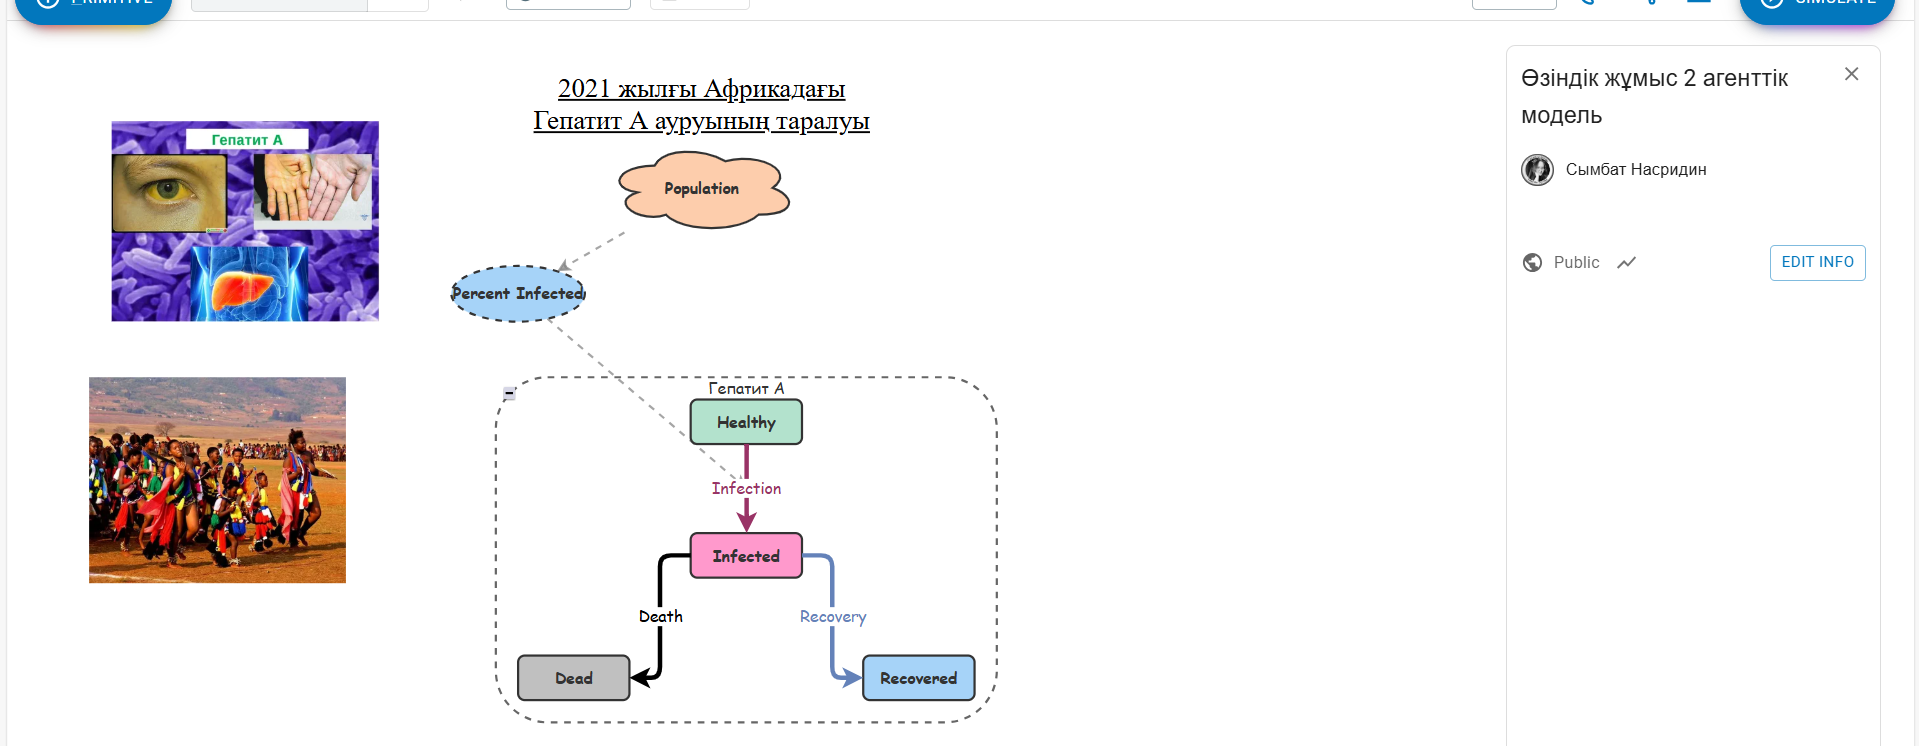 PRIMITIVE
SIMULATE
2021 жылғы Африкадағы
Гепатит А ауруының таралуы
Гепатит А
Population
Percent Infected
Гепатит А
Healthy
Infection
Infected
Death
Recovery
Dead
Recovered
Өзіндік жұмыс 2 агенттік
модель
Сымбат Насридин
Public
EDIT INFO